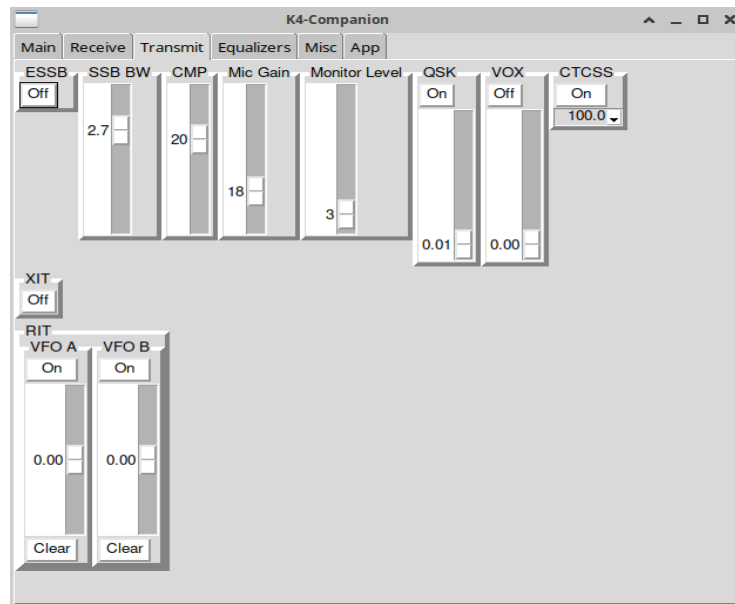 K4-Companion
Main Receive Transmit Equalizers Misc App
ESSB SSB BW CMP Mic Gain Monitor Level QSK VOX CTCSS
Off On Off On
100.0
2.7 20
18
3
0.01 0.00
XIT
Off
RIT
VFO A VFO B
On On
0.00 0.00
Clear Clear